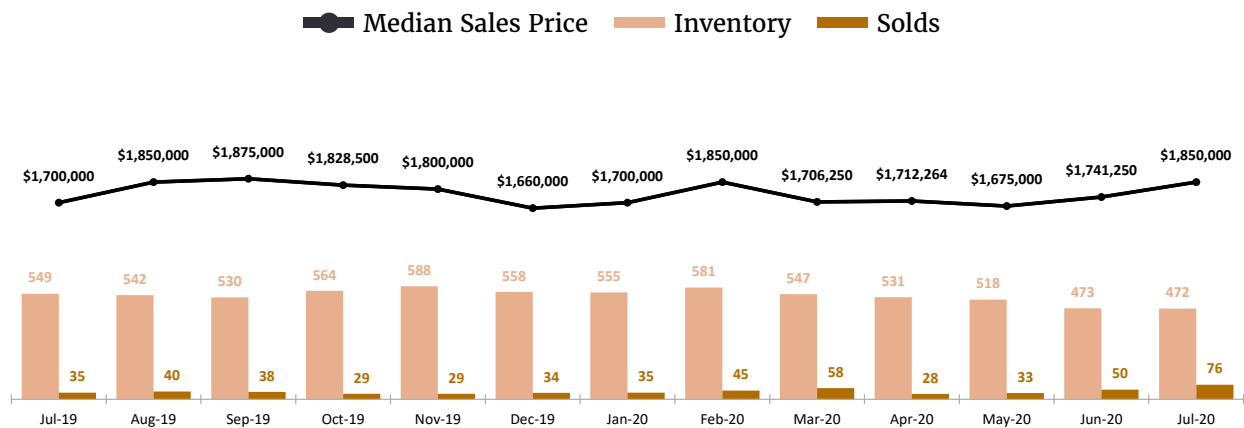 Median Sales Price Inventory Solds
$1,700,000 $1,850,000 $1,875,000 $1,828,500 $1,800,000 $1,660,000 $1,700,000 $1,850,000 $1,706,250 $1,712,264 $1,675,000 $1,741,250 $1,850,000
549 542 530 564 588 558 555 581 547 531 518 473 472
35 40 38 29 29 34 35 45 58 28 33 50 76
Jul-19 Aug-19 Sep-19 Oct-19 Nov-19 Dec-19 Jan-20 Feb-20 Mar-20 Apr-20 May-20 Jun-20 Jul-20